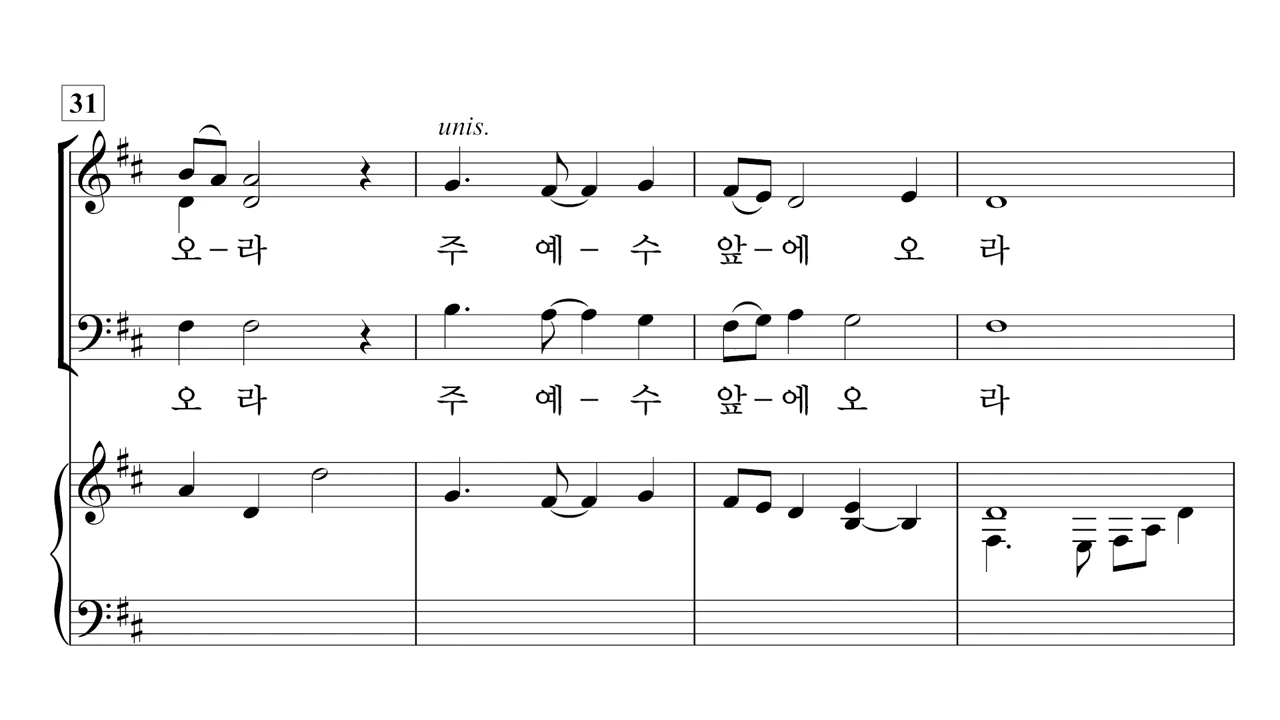 31
unis.
오 – 라 주 예 – 수 앞 – 에 오 라
오 라 주 예 – 수 앞 – 에 오 라